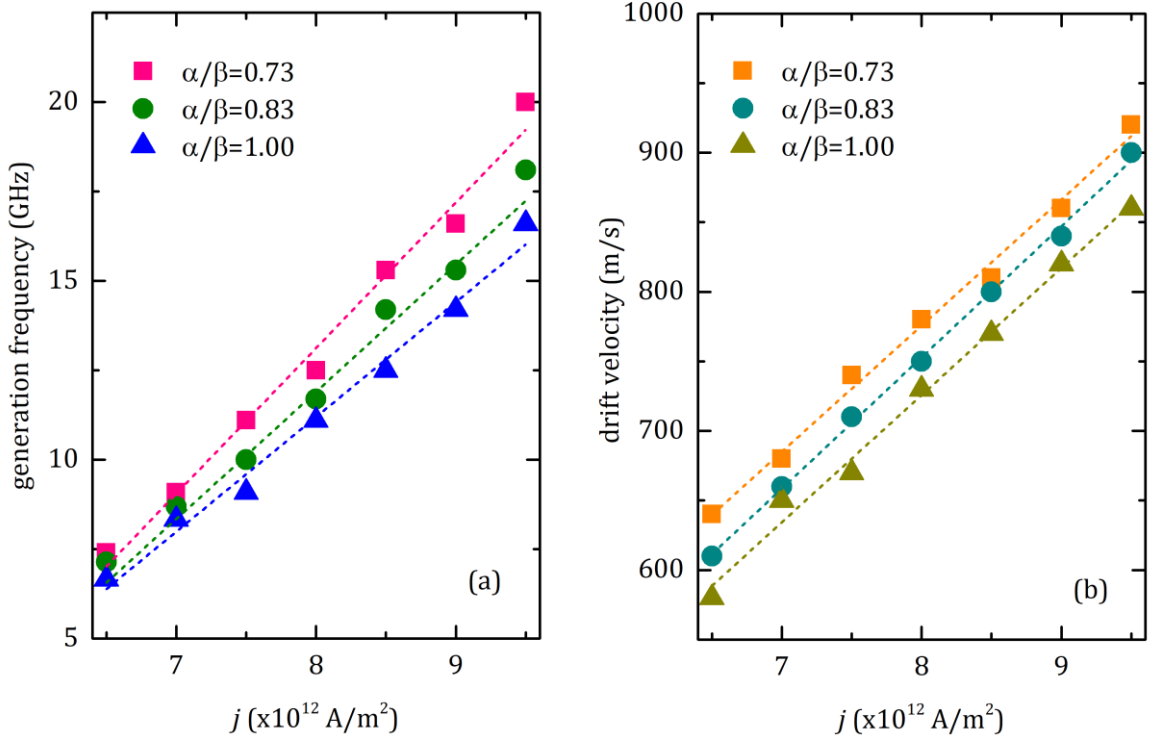 20
15
10
5
generation frequency (GHz)
α/β=0.73
α/β=0.83
α/β=1.00
(a)
7 8 9
j (x10¹² A/m²)
1000
900
800
700
600
500
drift velocity (m/s)
α/β=0.73
α/β=0.83
α/β=1.00
(b)
7 8 9
j (x10¹² A/m²)